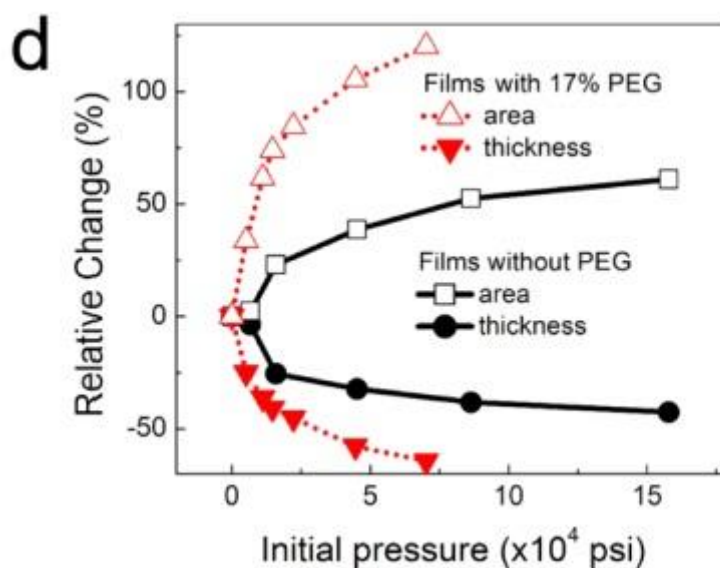 d
Relative Change (%)
100
50
0
-50
Films with 17% PEG
area
thickness
Films without PEG
area
thickness
0
5
10
15
Initial pressure (x10⁴ psi)